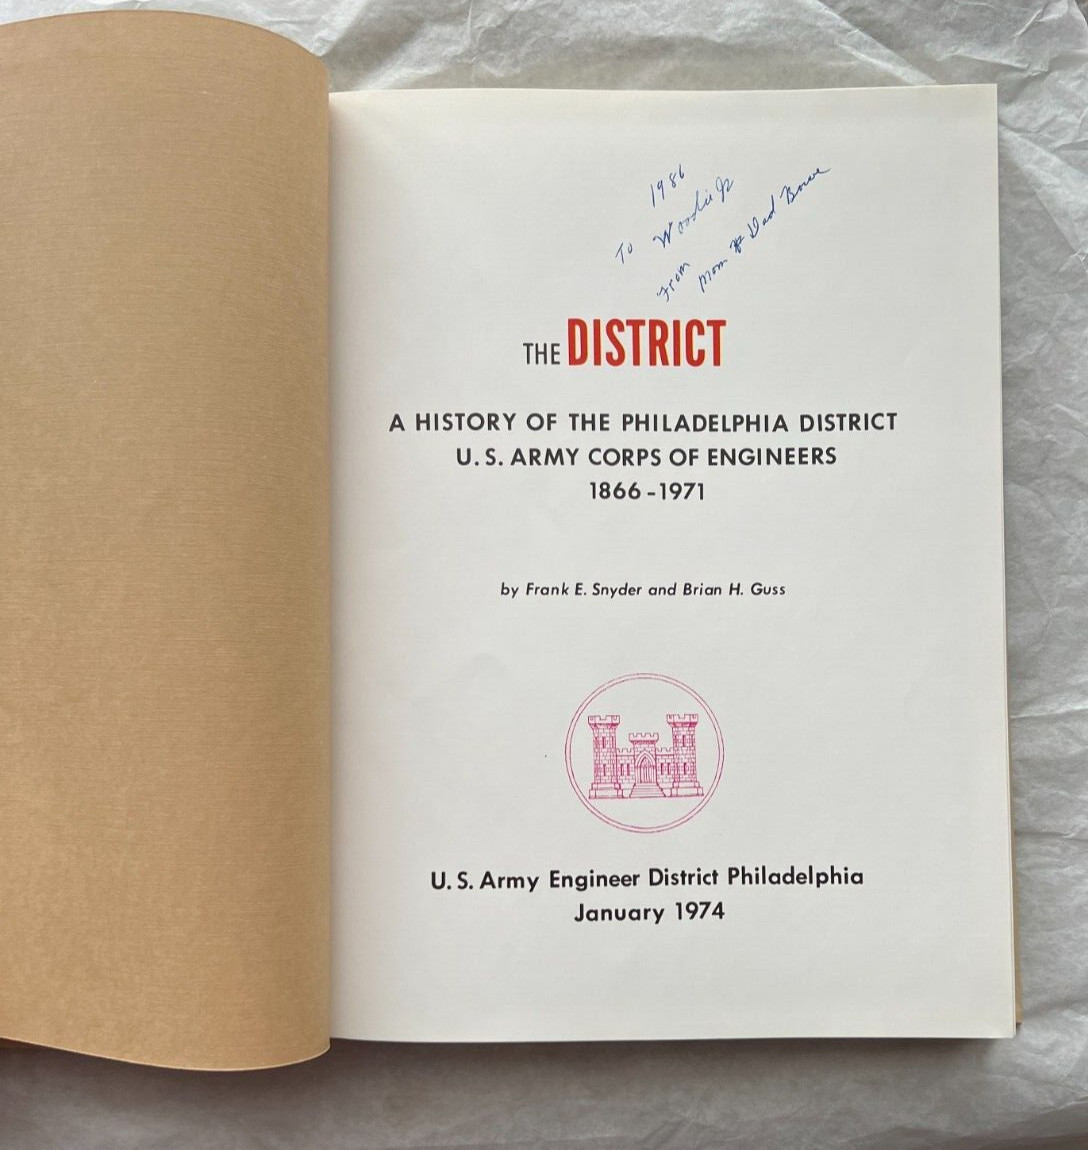 1986
To Woodie Jr
From Mom & Dad
THE DISTRICT
A HISTORY OF THE PHILADELPHIA DISTRICT
U. S. ARMY CORPS OF ENGINEERS
1866 - 1971
by Frank E. Snyder and Brian H. Guss
U. S. Army Engineer District Philadelphia
January 1974